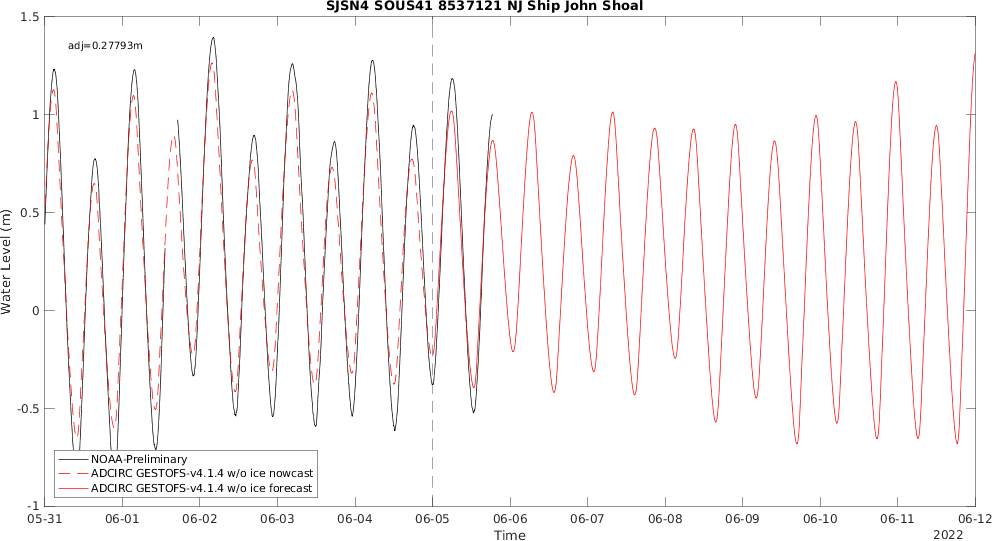 SJSN4 SOUS41 8537121 NJ Ship John Shoal
adj=0.27793m
Water Level (m)
1.5
1
0.5
0
-0.5
-1
NOAA-Preliminary
ADCIRC GESTOFS-v4.1.4 w/o ice nowcast
ADCIRC GESTOFS-v4.1.4 w/o ice forecast
05-31 06-01 06-02 06-03 06-04 06-05 06-06 06-07 06-08 06-09 06-10 06-11 06-12
Time
2022